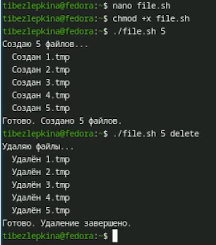 tibezlepkina@fedora:~$ nano file.sh
tibezlepkina@fedora:~$ chmod +x file.sh
tibezlepkina@fedora:~$ ./file.sh 5
Создаю 5 файлов...
Создан 1.tmp
Создан 2.tmp
Создан 3.tmp
Создан 4.tmp
Создан 5.tmp
Готово. Создано 5 файлов.
tibezlepkina@fedora:~$ ./file.sh 5 delete
Удаляю файлы...
Удалён 1.tmp
Удалён 2.tmp
Удалён 3.tmp
Удалён 4.tmp
Удалён 5.tmp
Готово. Удаление завершено.
tibezlepkina@fedora:~$